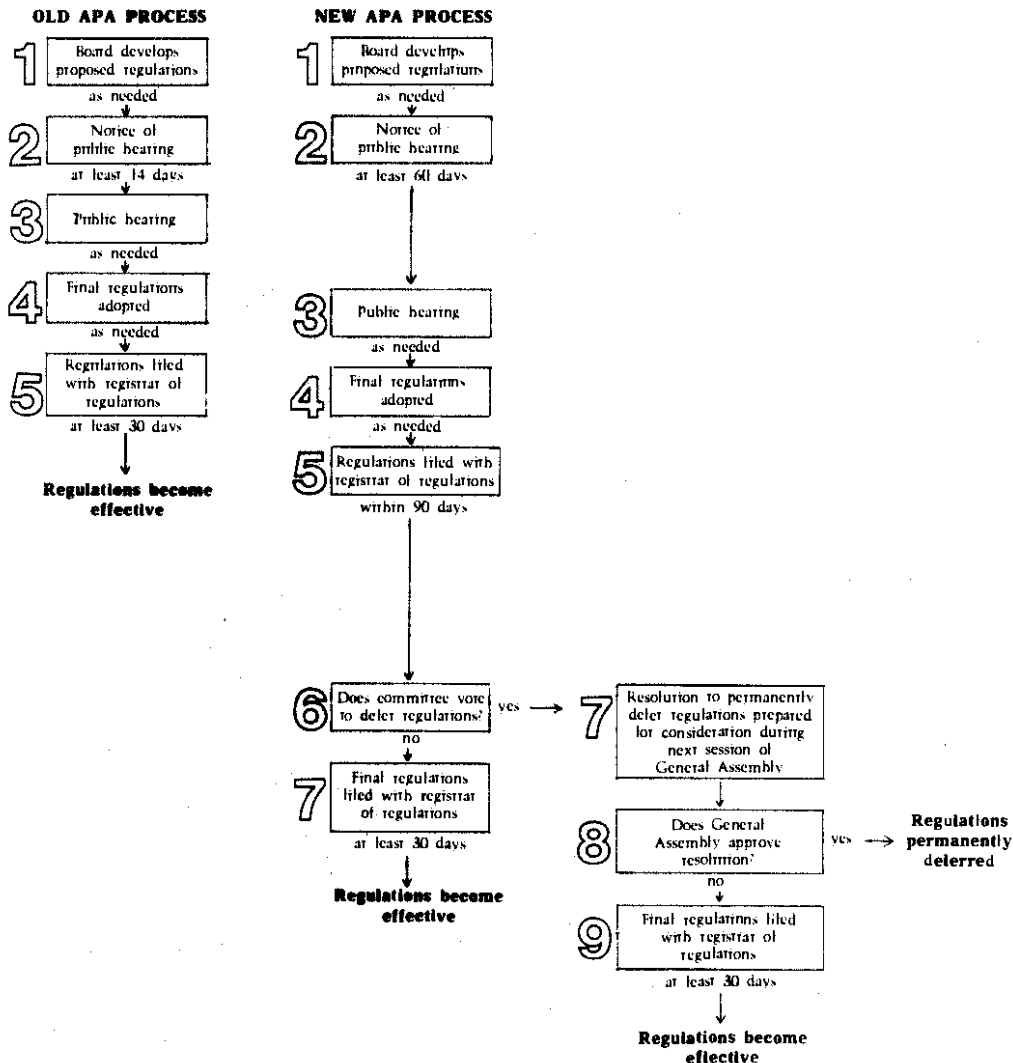 OLD APA PROCESS
1
Board develops
proposed regulations
as needed
2
Notice of
public hearing
at least 14 days
3
Public hearing
as needed
4
Final regulations
adopted
as needed
5
Regulations filed
with registrar of
regulations
at least 30 days
Regulations become
effective
NEW APA PROCESS
1
Board develops
proposed regulations
as needed
2
Notice of
public hearing
at least 60 days
3
Public hearing
as needed
4
Final regulations
adopted
as needed
5
Regulations filed with
registrar of regulations
within 90 days
6
Does committee vote
to defer regulations?
yes
no
7
Final regulations
filed with registrar
of regulations
at least 30 days
Regulations become
effective
7
Resolution to permanently
defer regulations prepared
for consideration during
next session of
General Assembly
8
Does General
Assembly approve
resolution?
yes
Regulations
permanently
deferred
no
9
Final regulations filed
with registrar of
regulations
at least 30 days
Regulations become
effective